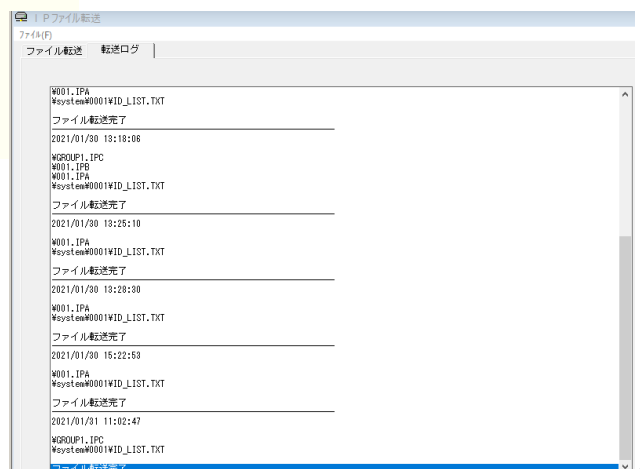 IPファイル転送
ファイル(F)
ファイル転送 転送ログ
¥001.IPA
¥system¥0001¥ID_LIST.TXT
ファイル転送完了
2021/01/30 13:18:06
¥GROUP1.IPC
¥001.IPB
¥001.IPA
¥system¥0001¥ID_LIST.TXT
ファイル転送完了
2021/01/30 13:25:10
¥001.IPA
¥system¥0001¥ID_LIST.TXT
ファイル転送完了
2021/01/30 13:28:30
¥001.IPA
¥system¥0001¥ID_LIST.TXT
ファイル転送完了
2021/01/30 15:22:53
¥001.IPA
¥system¥0001¥ID_LIST.TXT
ファイル転送完了
2021/01/31 11:02:47
¥GROUP1.IPC
¥system¥0001¥ID_LIST.TXT
ファイル転送完了